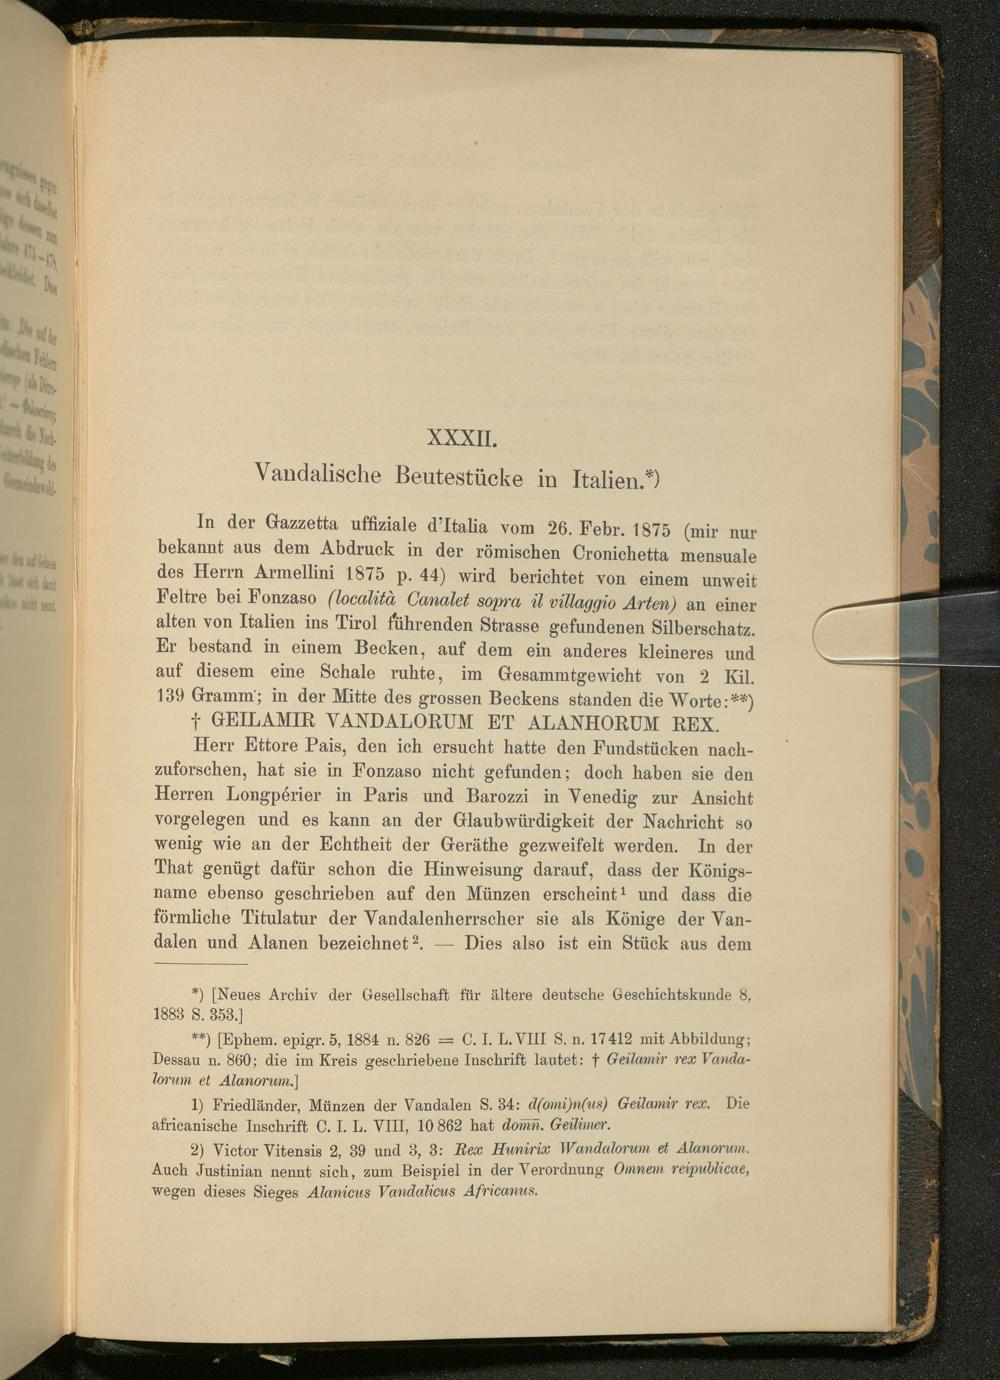 XXXII.
Vandalische Beutestücke in Italien.*)
In der Gazzetta uffiziale d'Italia vom 26. Febr. 1875 (mir nur
bekannt aus dem Abdruck in der römischen Cronichetta mensuale
des Herrn Armellini 1875 p. 44) wird berichtet von einem unweit
Feltre bei Fonzaso (località Canalet sopra il villaggio Arten) an einer
alten von Italien ins Tirol führenden Strasse gefundenen Silberschatz.
Er bestand in einem Becken, auf dem ein anderes kleineres und
auf diesem eine Schale ruhte, im Gesammtgewicht von 2 Kil.
139 Gramm; in der Mitte des grossen Beckens standen die Worte:**)
† GEILAMIR VANDALORUM ET ALANHORUM REX.
Herr Ettore Pais, den ich ersucht hatte den Fundstücken nach-
zuforschen, hat sie in Fonzaso nicht gefunden; doch haben sie den
Herren Longpérier in Paris und Barozzi in Venedig zur Ansicht
vorgelegen und es kann an der Glaubwürdigkeit der Nachricht so
wenig wie an der Echtheit der Geräthe gezweifelt werden. In der
That genügt dafür schon die Hinweisung darauf, dass der Königs-
name ebenso geschrieben auf den Münzen erscheint¹ und dass die
förmliche Titulatur der Vandalenherrscher sie als Könige der Van-
dalen und Alanen bezeichnet². — Dies also ist ein Stück aus dem
*) [Neues Archiv der Gesellschaft für ältere deutsche Geschichtskunde 8,
1883 S. 353.]
**) [Ephem. epigr. 5, 1884 n. 826 = C. I. L. VIII S. n. 17412 mit Abbildung;
Dessau n. 860; die im Kreis geschriebene Inschrift lautet: † Geilamir rex Vanda-
lorum et Alanorum.]
1) Friedländer, Münzen der Vandalen S. 34: d(omi)n(us) Geilamir rex. Die
africanische Inschrift C. I. L. VIII, 10 862 hat dom̅n̅. Geilimer.
2) Victor Vitensis 2, 39 und 3, 3: Rex Hunirix Wandalorum et Alanorum.
Auch Justinian nennt sich, zum Beispiel in der Verordnung Omnem reipublicae,
wegen dieses Sieges Alanicus Vandalicus Africanus.